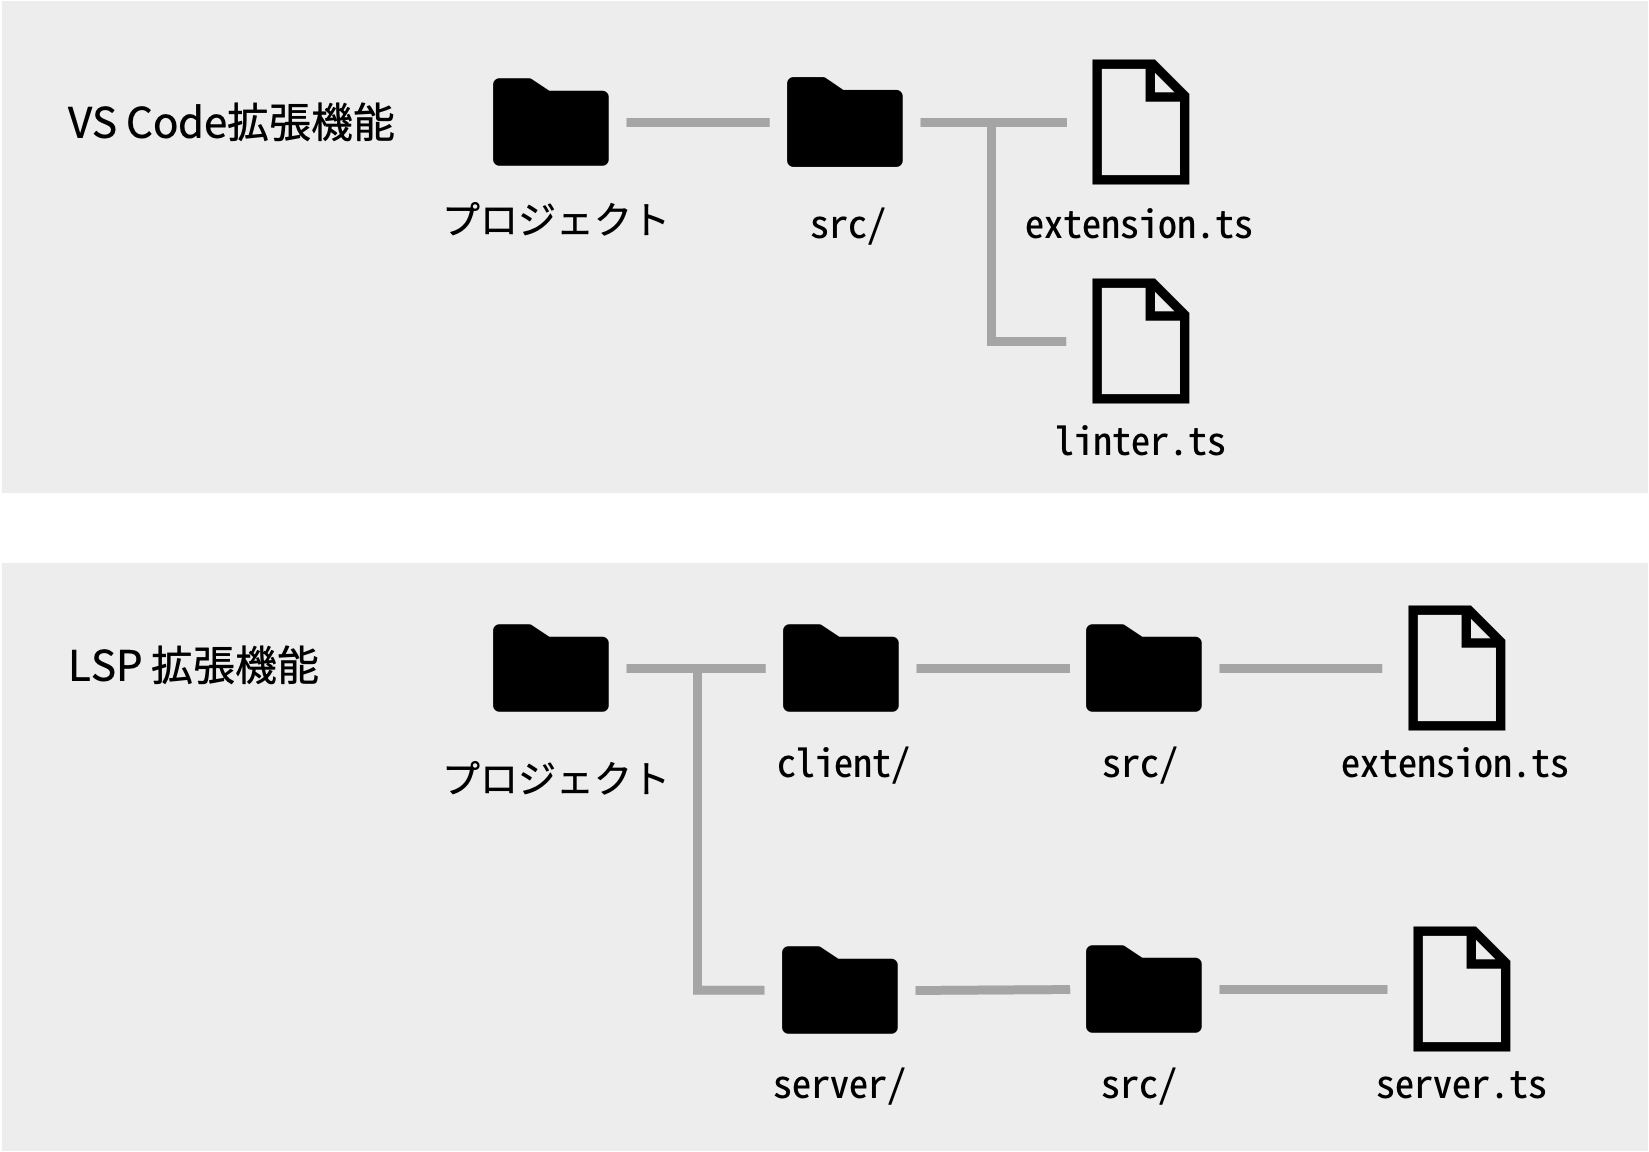 VS Code拡張機能
プロジェクト
src/
extension.ts
linter.ts
LSP 拡張機能
プロジェクト
client/
src/
extension.ts
server/
src/
server.ts